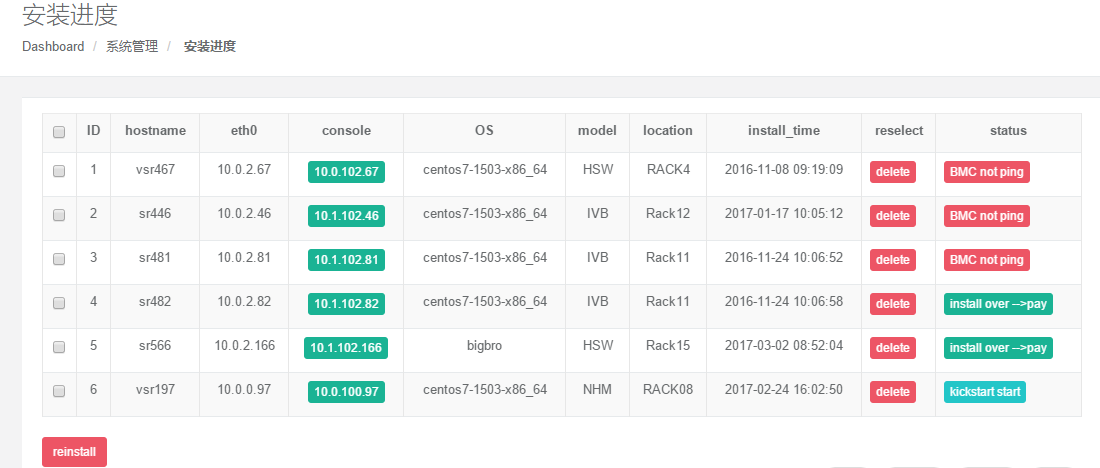 安装进度
Dashboard / 系统管理 / 安装进度
ID hostname eth0 console OS model location install_time reselect status
1 vsr467 10.0.2.67 10.0.102.67 centos7-1503-x86_64 HSW RACK4 2016-11-08 09:19:09 delete BMC not ping
2 sr446 10.0.2.46 10.1.102.46 centos7-1503-x86_64 IVB Rack12 2017-01-17 10:05:12 delete BMC not ping
3 sr481 10.0.2.81 10.1.102.81 centos7-1503-x86_64 IVB Rack11 2016-11-24 10:06:52 delete BMC not ping
4 sr482 10.0.2.82 10.1.102.82 centos7-1503-x86_64 IVB Rack11 2016-11-24 10:06:58 delete install over -->pay
5 sr566 10.0.2.166 10.1.102.166 bigbro HSW Rack15 2017-03-02 08:52:04 delete install over -->pay
6 vsr197 10.0.0.97 10.0.100.97 centos7-1503-x86_64 NHM RACK08 2017-02-24 16:02:50 delete kickstart start
reinstall